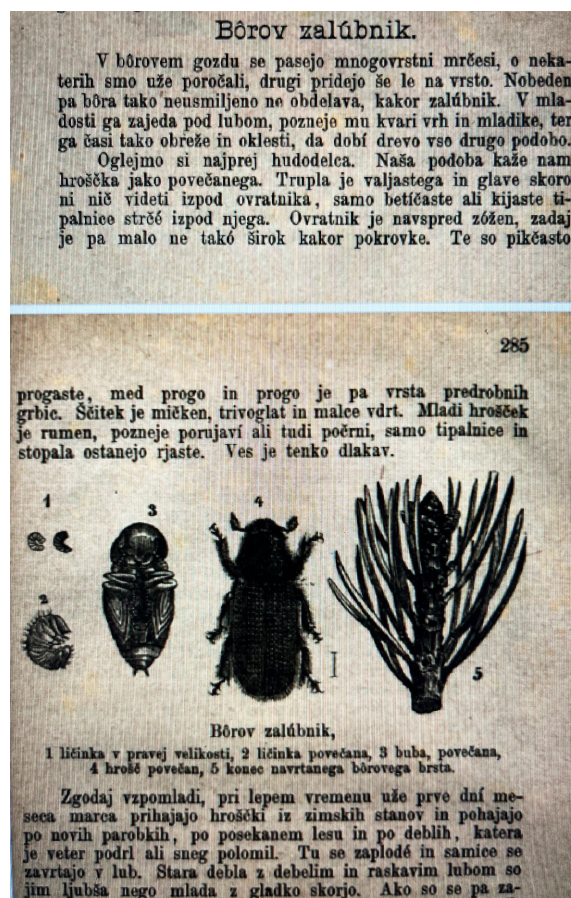 Bôrov zalúbnik.
V bôrovem gozdu se pasejo mnogovrstni mrčesi, o neka-
terih smo uže poročali, drugi pridejo še le na vrsto. Nobeden
pa bôra tako neusmiljeno ne obdelava, kakor zalúbnik. V mla-
dosti ga zajeda pod lubom, pozneje mu kvari vrh in mladike, ter
ga časi tako obreže in oklesti, da dobí drevo vso drugo podobo.
Oglejmo si najprej hudodelca. Naša podoba kaže nam
hroščka jako povečanega. Trupla je valjastega in glave skoro
ni nič videti izpod ovratnika, samo betičaste ali kijaste ti-
palnice strčé izpod njega. Ovratnik je navspred zóžen, zadaj
je pa malo ne takó širok kakor pokrovke. Te so pikčasto
285
progaste, med progo in progo je pa vrsta predrobnih
grbic. Ščitek je mičken, trivoglat in malce vdrt. Mladi hrošček
je rumen, pozneje porujaví ali tudi počrni, samo tipalnice in
stopala ostanejo rjaste. Ves je tenko dlakav.
1
3
4
2
5
Bôrov zalúbnik,
1 ličinka v pravej velikosti, 2 ličinka povečana, 3 buba, povečana,
4 hrošč povečan, 5 konec navrtanega bôrovega brsta.
Zgodaj vzpomladi, pri lepem vremenu uže prve dní me-
seca marca prihajajo hroščki iz zimskih stanov in pohajajo
po novih parobkih, po posekanem lesu in po deblih, katera
je veter podrl ali sneg polomil. Tu se zaplodé in samice se
zavrtajo v lub. Stara debla z debelim in raskavim lubom so
jim ljubša nego mlada z gladko skorjo. Ako so se pa za-